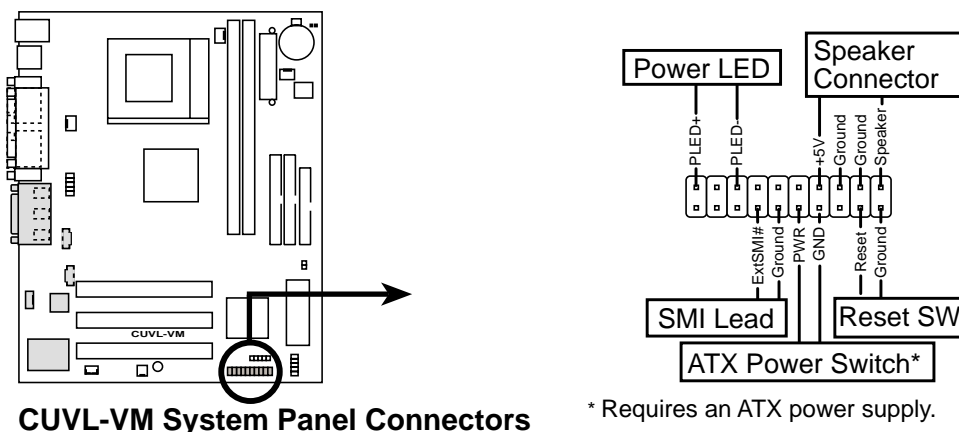 CUVL-VM
CUVL-VM System Panel Connectors
Power LED
Speaker
Connector
PLED+
PLED-
+5V
Ground
Ground
Speaker
ExtSMI#
Ground
PWR
GND
Reset
Ground
SMI Lead
Reset SW
ATX Power Switch*
* Requires an ATX power supply.